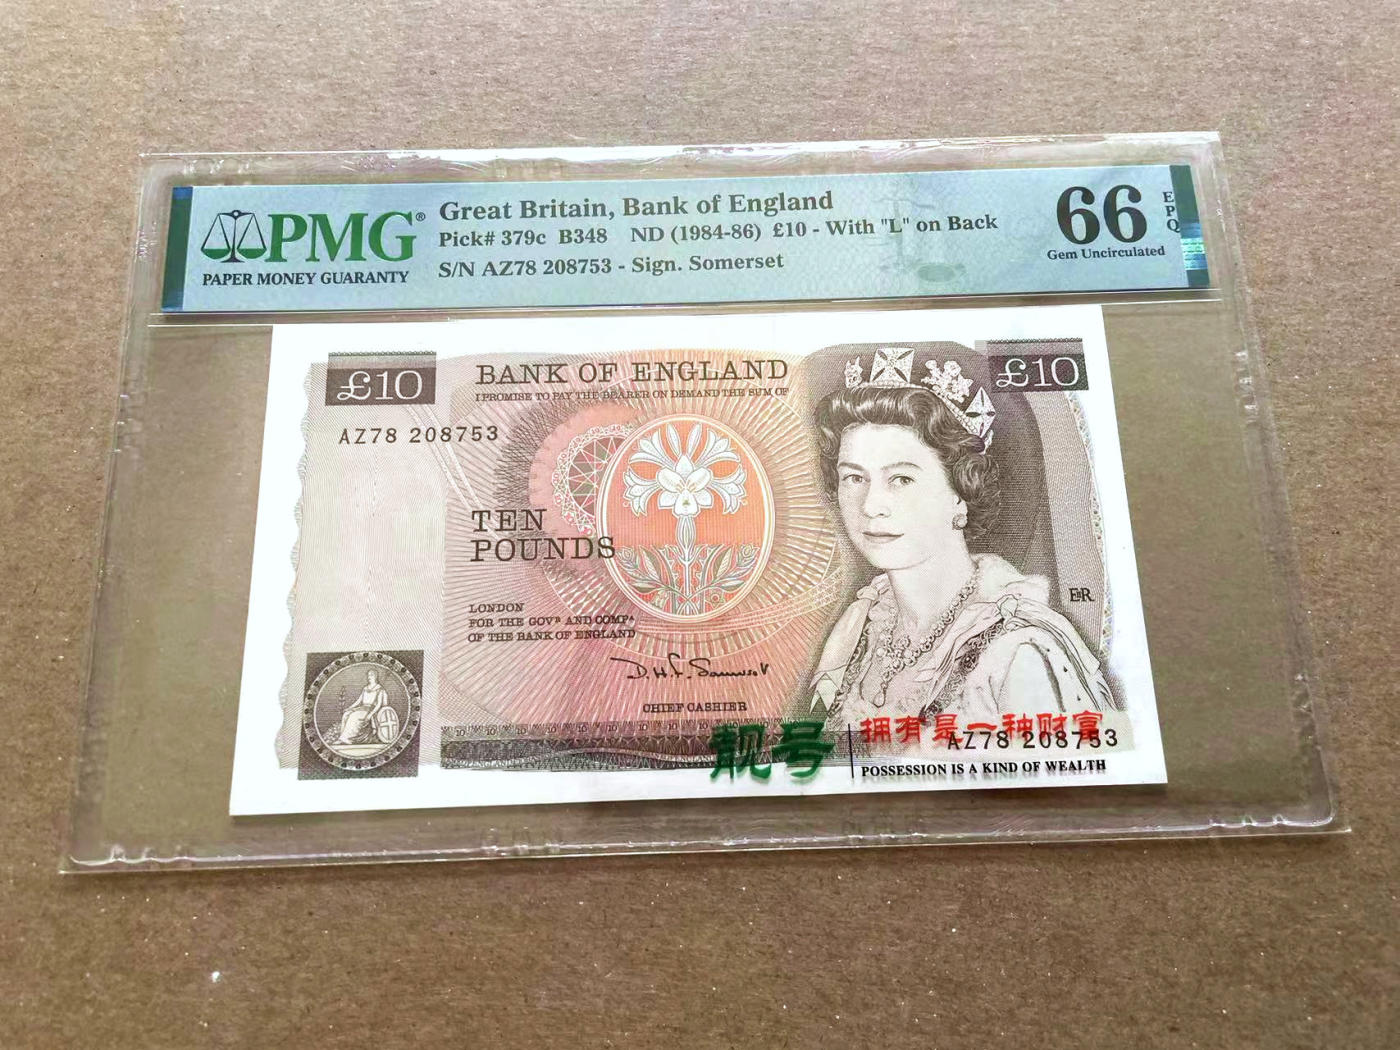 PMG®
PAPER MONEY GUARANTY
Great Britain, Bank of England
Pick# 379c B348 ND (1984-86) £10 - With "L" on Back
S/N AZ78 208753 - Sign. Somerset
66
EPQ
Gem Uncirculated
£10
BANK OF ENGLAND
I PROMISE TO PAY THE BEARER ON DEMAND THE SUM OF
£10
AZ78 208753
TEN
POUNDS
LONDON
FOR THE GOVR AND COMPA
OF THE BANK OF ENGLAND
E·R
D.H.F. Somerset
CHIEF CASHIER
靓号
拥有是一种财富
AZ78 208753
POSSESSION IS A KIND OF WEALTH